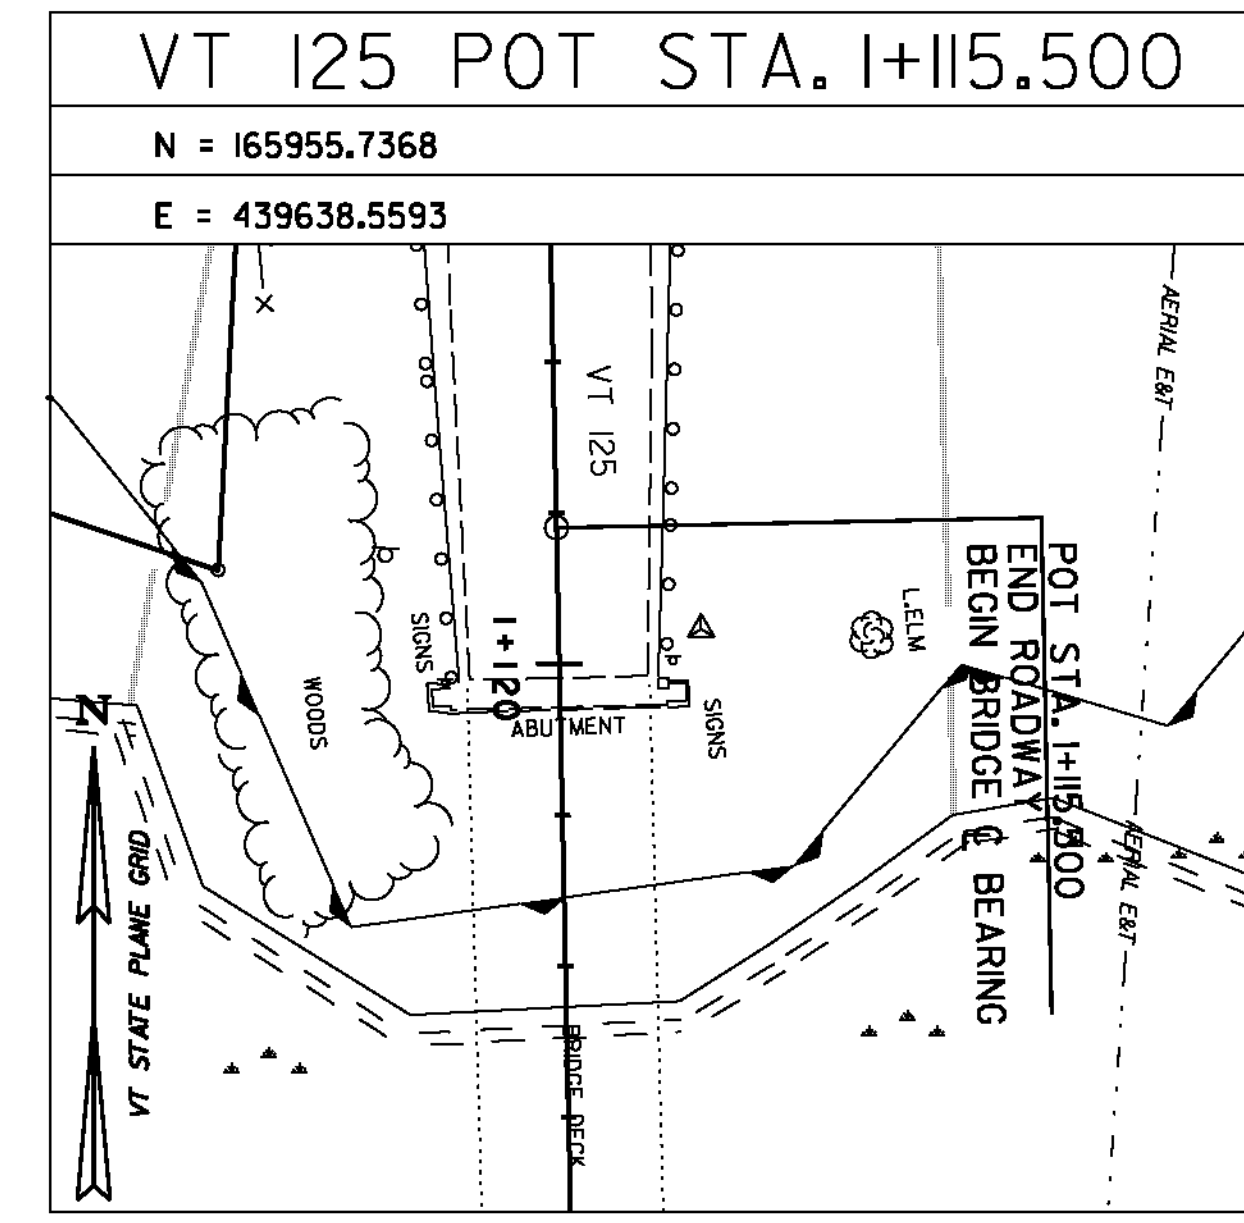 VT 125 POT STA. 1+115.500
N = 165955.7368
E = 439638.5593
AERIAL E&T
VT 125
L.ELM
POT STA. 1+115.500
END ROADWAY
BEGIN BRIDGE ℄ BEARING
SIGNS
1+120
WOODS
ABUTMENT
SIGNS
N
VT STATE PLANE GRID
AERIAL E&T
BRIDGE DECK